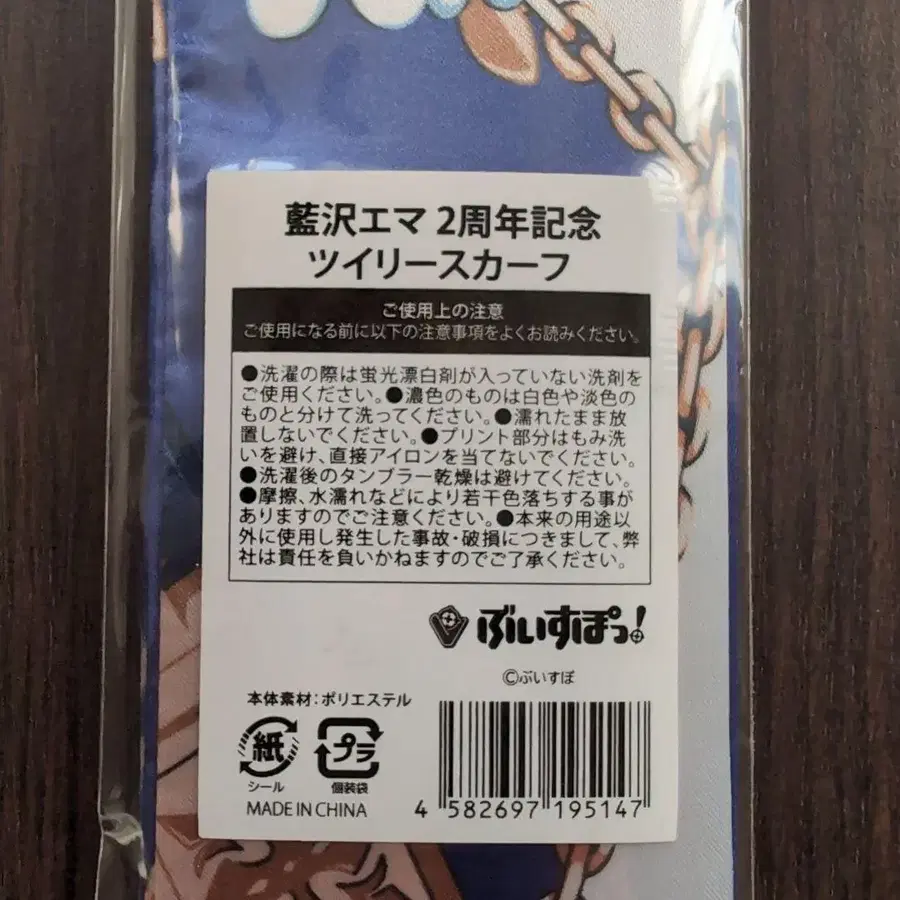 藍沢エマ 2周年記念
ツイリースカーフ
ご使用上の注意
ご使用になる前に以下の注意事項をよくお読みください。
●洗濯の際は蛍光漂白剤が入っていない洗剤を
ご使用ください。●濃色のものは白色や淡色の
ものと分けて洗ってください。●濡れたまま放
置しないでください。●プリント部分はもみ洗
いを避け、直接アイロンを当てないでください。
●洗濯後のタンブラー乾燥は避けてください。
●摩擦、水濡れなどにより若干色落ちする事が
ありますのでご注意ください。●本来の用途以
外に使用し発生した事故・破損につきまして、弊
社は責任を負いかねますのでご了承ください。
ぶいすぽっ!
©ぶいすぽ
本体素材:ポリエステル
紙
シール
プラ
個装袋
MADE IN CHINA
4 582697 195147